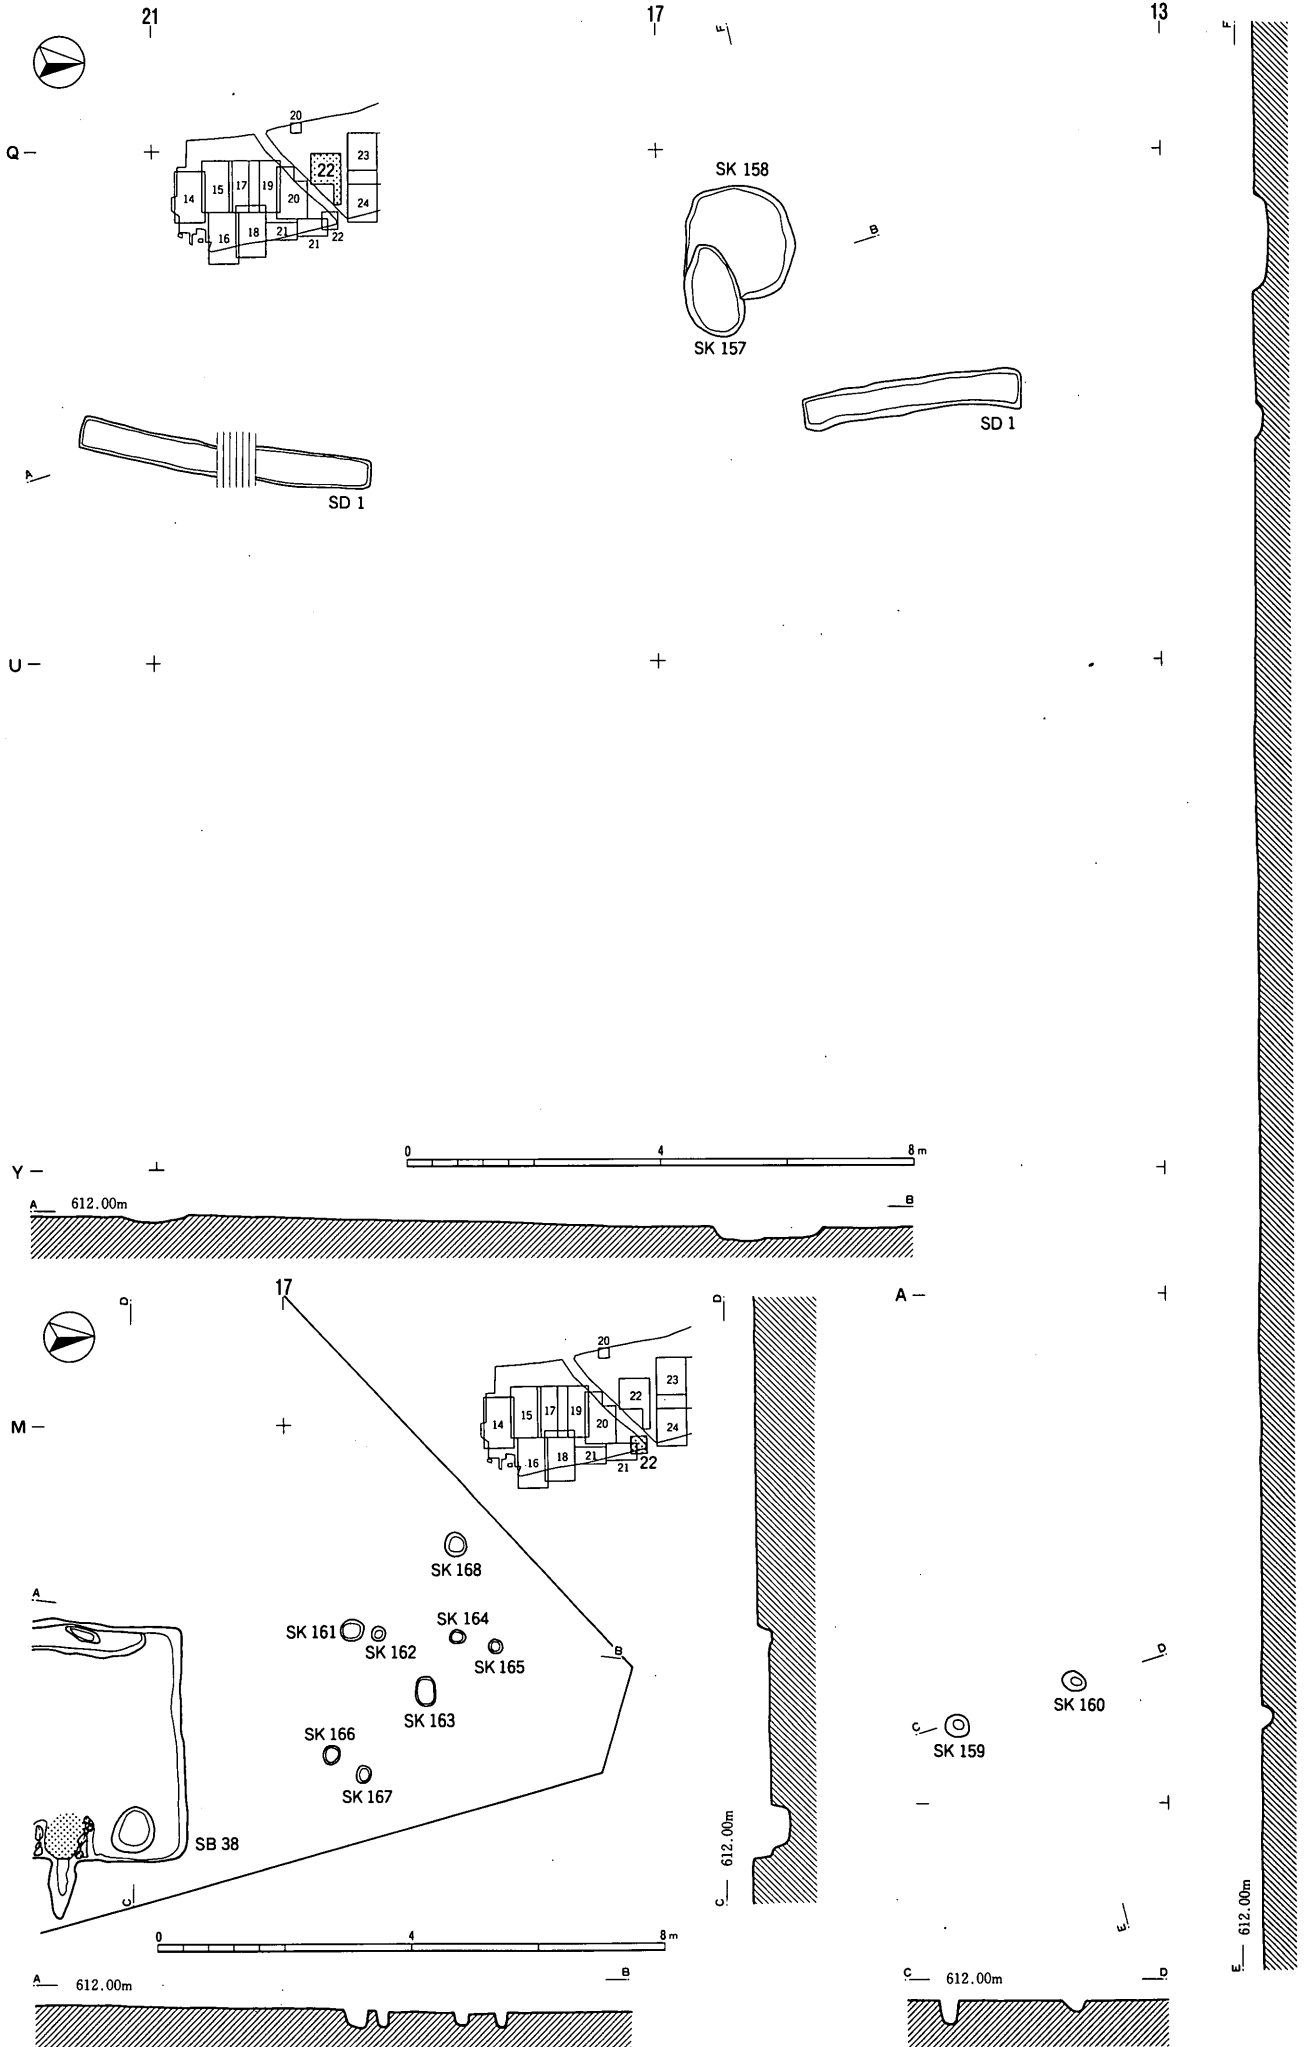 21 17 13
F F
Q
20
23
22
14 15 17 19 20 24
16 18 21 21 22
SK 158
B
SK 157
SD 1
A
SD 1
U
0 4 8 m
Y
A 612.00m B
17
D D
A
20
23
22
14 15 17 19 20 24
16 18 21 21 22
M
SK 168
A
SK 161
SK 162
SK 164
SK 165
B
SK 163
SK 166
SK 167
SB 38
C
C 612.00m
D
SK 160
C
SK 159
E
E 612.00m
0 4 8 m
A 612.00m B
C 612.00m D